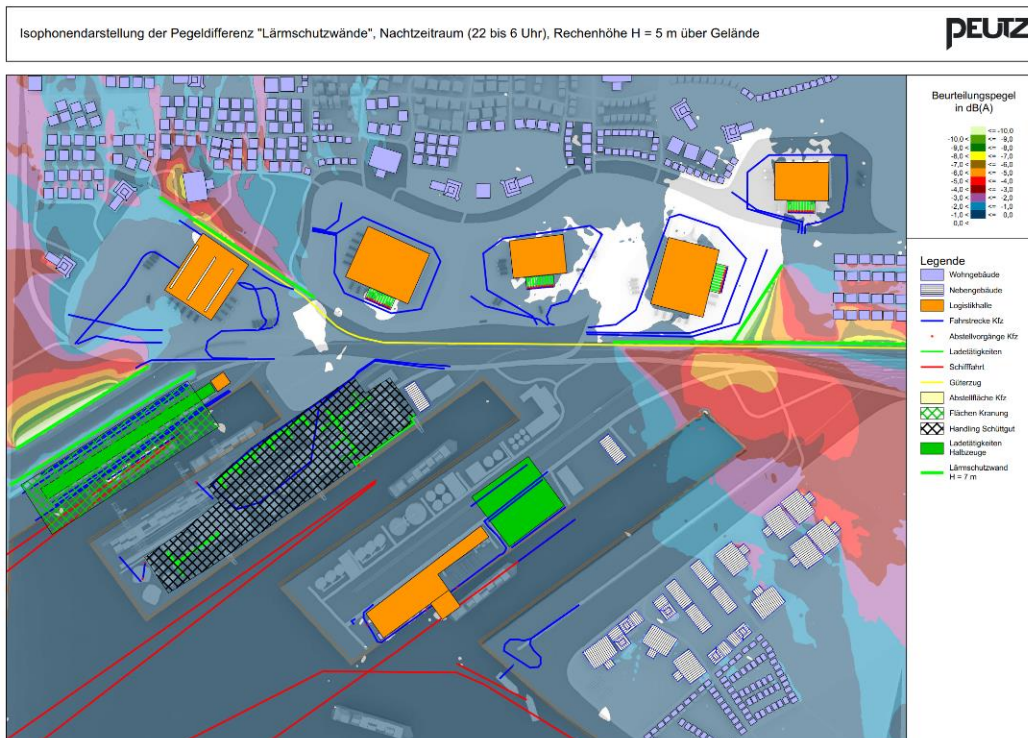 Isophonendarstellung der Pegeldifferenz "Lärmschutzwände", Nachtzeitraum (22 bis 6 Uhr), Rechenhöhe H = 5 m über Gelände
PEUTZ
Beurteilungspegel
in dB(A)
<= -10,0
-10,0 < <= -9,0
-9,0 < <= -8,0
-8,0 < <= -7,0
-7,0 < <= -6,0
-6,0 < <= -5,0
-5,0 < <= -4,0
-4,0 < <= -3,0
-3,0 < <= -2,0
-2,0 < <= -1,0
-1,0 < <= 0,0
0,0 <
Legende
Wohngebäude
Nebengebäude
Logistikhalle
Fahrstrecke Kfz
Abstellvorgänge Kfz
Ladetätigkeiten
Schifffahrt
Güterzug
Abstellfläche Kfz
Flächen Kranung
Handling Schüttgut
Ladetätigkeiten
Halbzeuge
Lärmschutzwand
H = 7 m